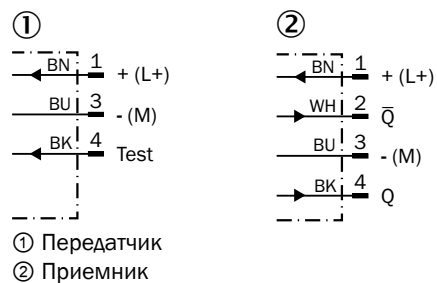 ① ②
BN 1 + (L+)
BU 3 - (M)
BK 4 Test
BN 1 + (L+)
WH 2 Q̅
BU 3 - (M)
BK 4 Q
① Передатчик
② Приемник